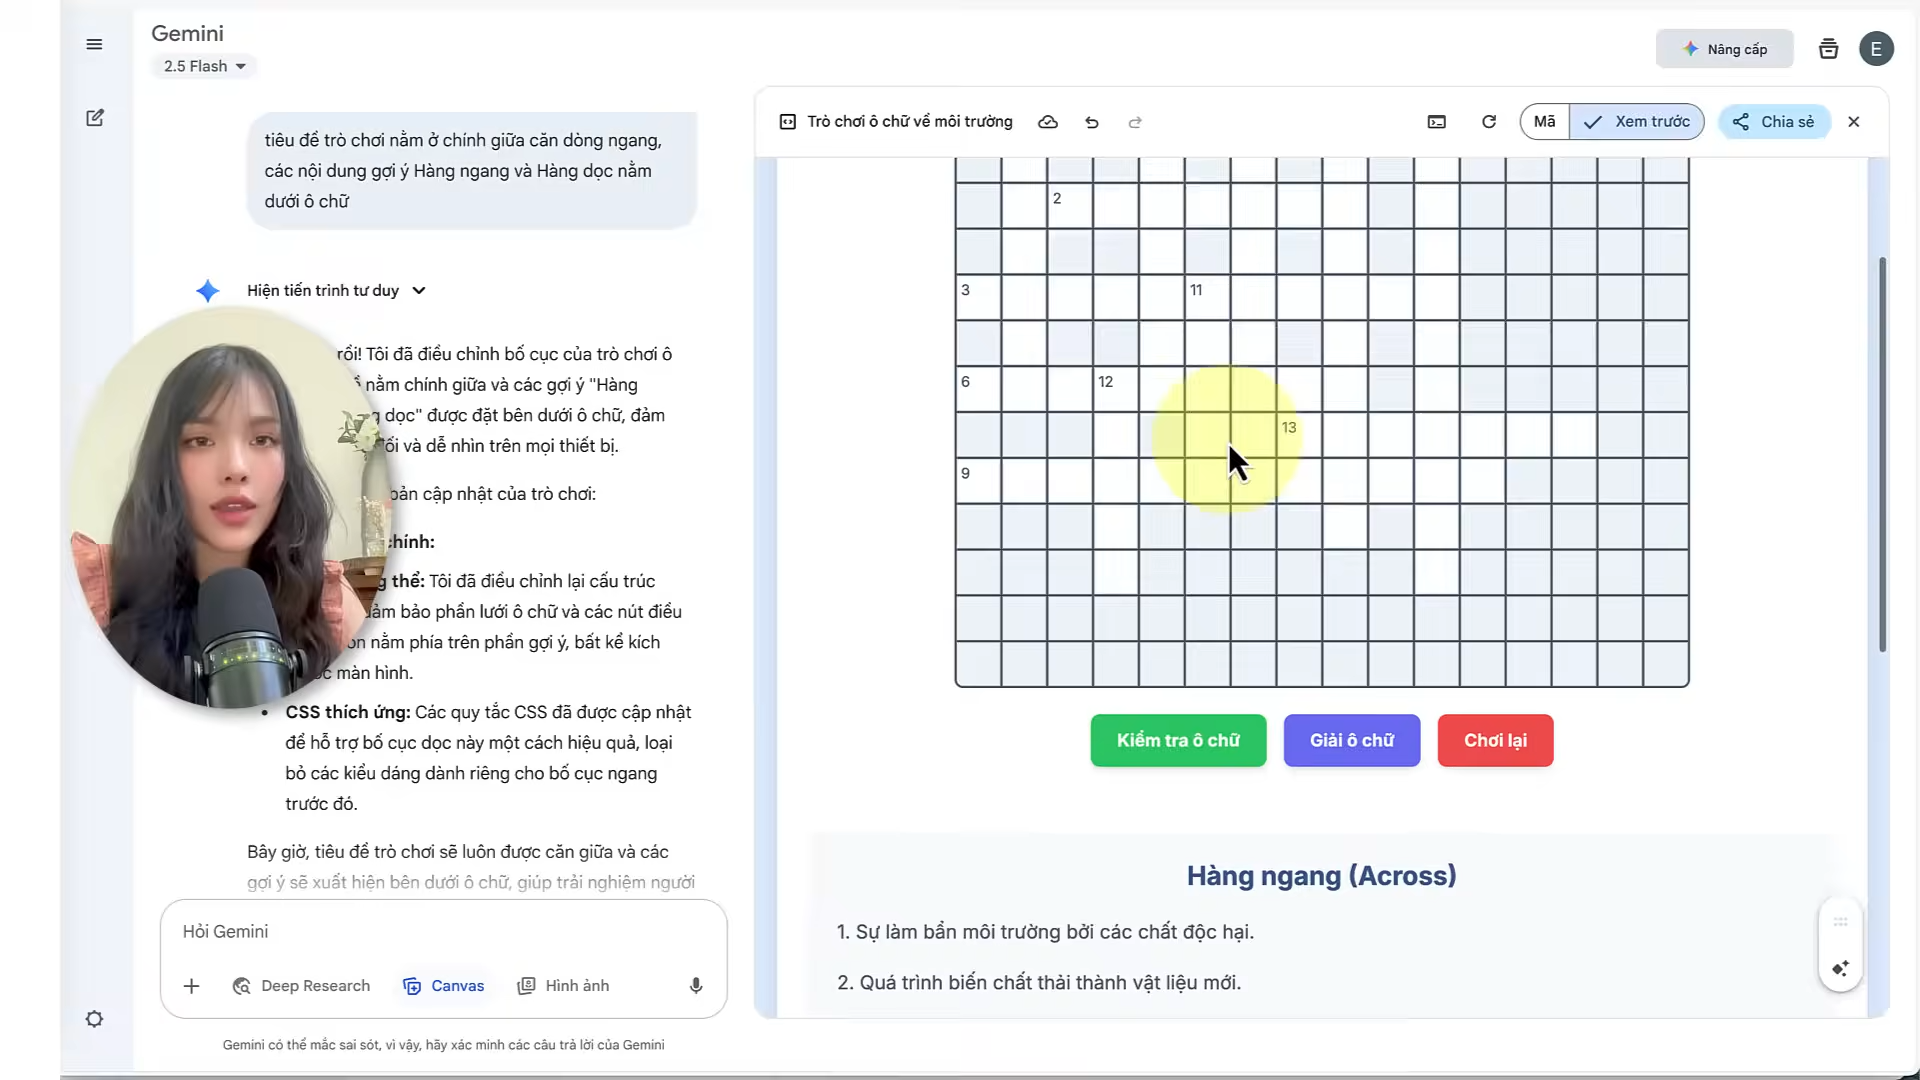 Gemini
2.5 Flash
Nâng cấp
E
tiêu đề trò chơi nằm ở chính giữa căn dòng ngang,
các nội dung gợi ý Hàng ngang và Hàng dọc nằm
dưới ô chữ
Hiện tiến trình tư duy
rồi! Tôi đã điều chỉnh bố cục của trò chơi ô
nằm chính giữa và các gợi ý "Hàng
dọc" được đặt bên dưới ô chữ, đảm
ối và dễ nhìn trên mọi thiết bị.
bản cập nhật của trò chơi:
chính:
thể: Tôi đã điều chỉnh lại cấu trúc
ảm bảo phần lưới ô chữ và các nút điều
nằm phía trên phần gợi ý, bất kể kích
màn hình.
• CSS thích ứng: Các quy tắc CSS đã được cập nhật
để hỗ trợ bố cục dọc này một cách hiệu quả, loại
bỏ các kiểu dáng dành riêng cho bố cục ngang
trước đó.
Bây giờ, tiêu đề trò chơi sẽ luôn được căn giữa và các
gợi ý sẽ xuất hiện bên dưới ô chữ, giúp trải nghiệm người
Hỏi Gemini
Deep Research
Canvas
Hình ảnh
Gemini có thể mắc sai sót, vì vậy, hãy xác minh các câu trả lời của Gemini
Trò chơi ô chữ về môi trường
Mã
Xem trước
Chia sẻ
2
3
11
6
12
13
9
Kiểm tra ô chữ
Giải ô chữ
Chơi lại
Hàng ngang (Across)
1. Sự làm bẩn môi trường bởi các chất độc hại.
2. Quá trình biến chất thải thành vật liệu mới.